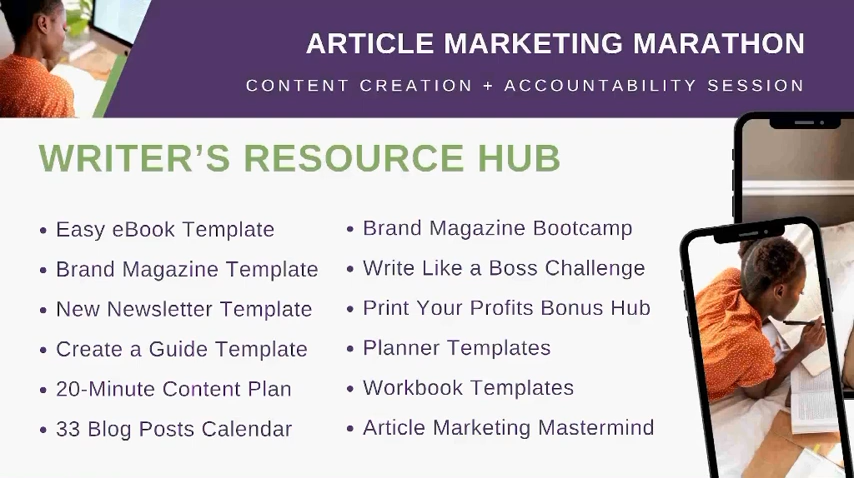 ARTICLE MARKETING MARATHON
CONTENT CREATION + ACCOUNTABILITY SESSION
WRITER'S RESOURCE HUB
• Easy eBook Template
• Brand Magazine Template
• New Newsletter Template
• Create a Guide Template
• 20-Minute Content Plan
• 33 Blog Posts Calendar
• Brand Magazine Bootcamp
• Write Like a Boss Challenge
• Print Your Profits Bonus Hub
• Planner Templates
• Workbook Templates
• Article Marketing Mastermind